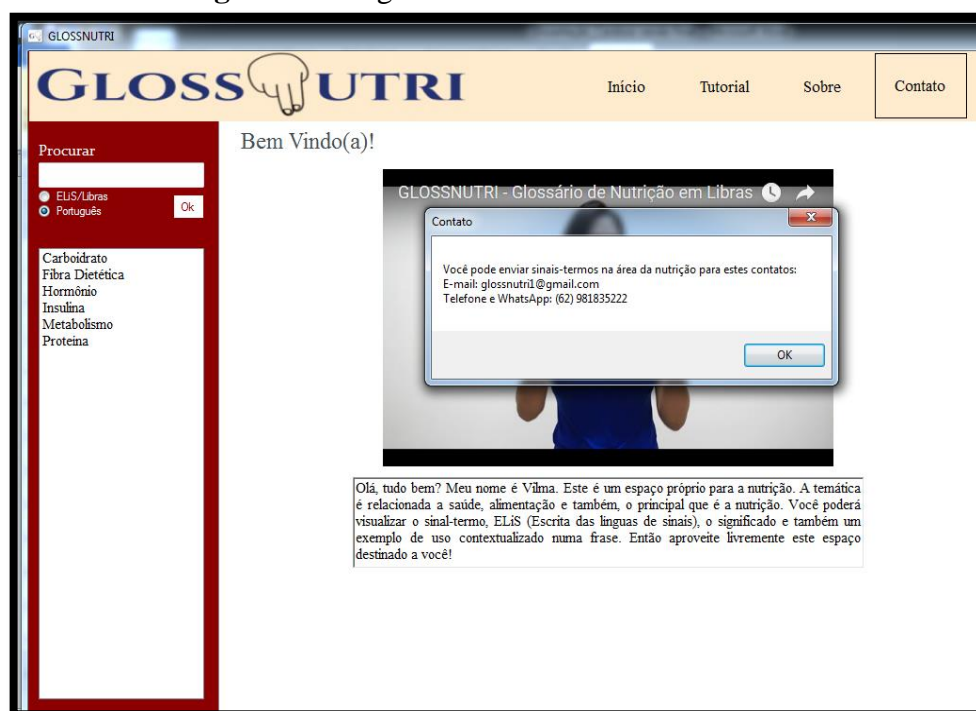 GLOSSNUTRI
GLOSS UTRI
Início Tutorial Sobre Contato
Procurar
ELiS/Libras
Português
Ok
Carboidrato
Fibra Dietética
Hormônio
Insulina
Metabolismo
Proteina
Bem Vindo(a)!
GLOSSNUTRI - Glossário de Nutrição em Libras
Contato
Você pode enviar sinais-termos na área da nutrição para estes contatos:
E-mail: glossnutri1@gmail.com
Telefone e WhatsApp: (62) 981835222
OK
Olá, tudo bem? Meu nome é Vilma. Este é um espaço próprio para a nutrição. A temática
é relacionada a saúde, alimentação e também, o principal que é a nutrição. Você poderá
visualizar o sinal-termo, ELiS (Escrita das linguas de sinais), o significado e também um
exemplo de uso contextualizado numa frase. Então aproveite livremente este espaço
destinado a você!